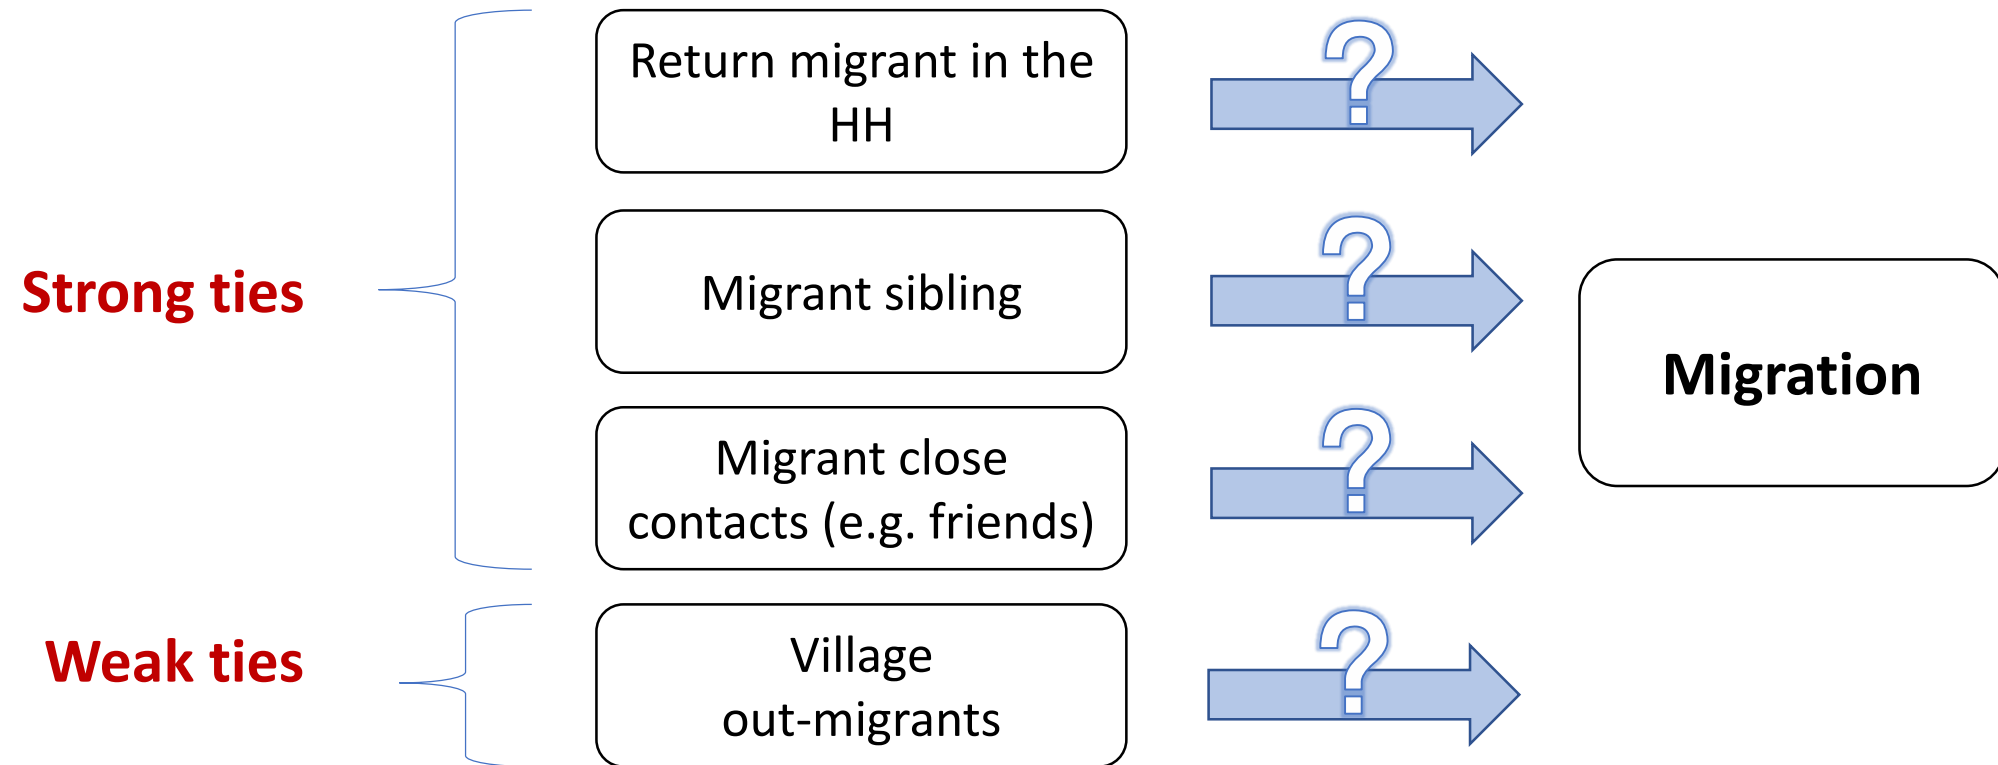 Strong ties
Return migrant in the
HH
?
Migrant sibling
?
Migrant close
contacts (e.g. friends)
?
Weak ties
Village
out-migrants
?
Migration